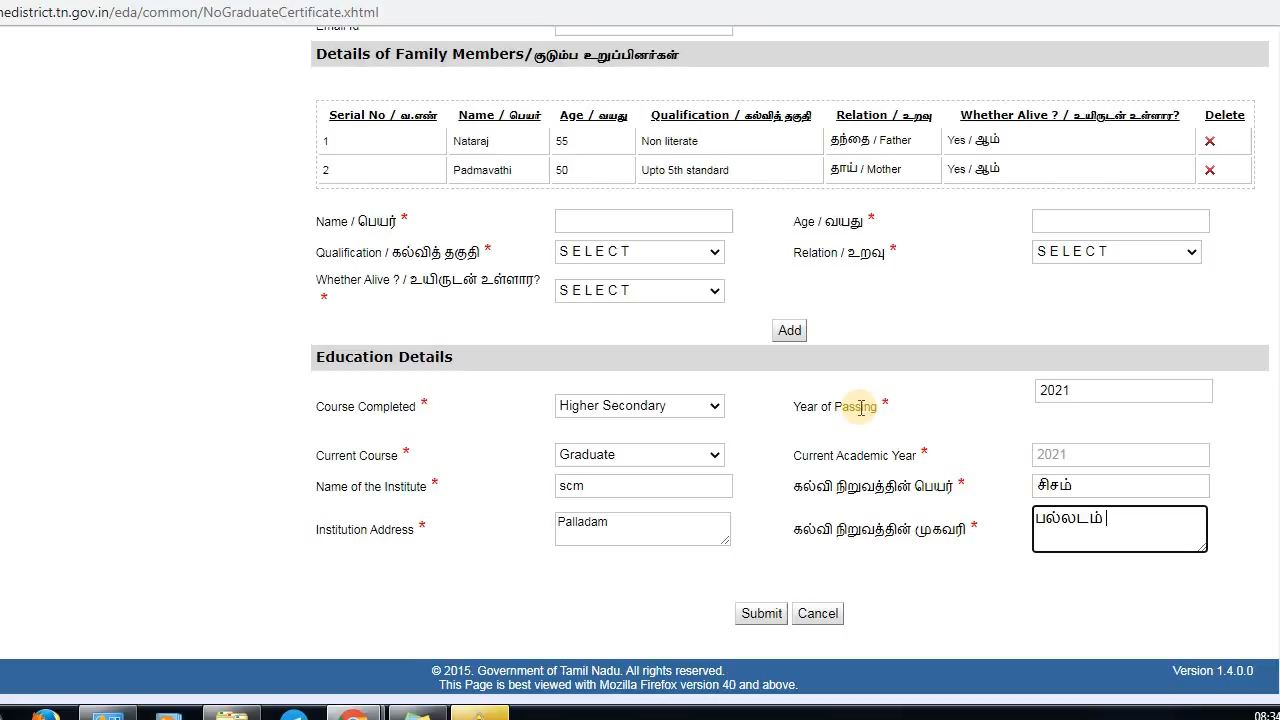 nedistrict.tn.gov.in/eda/common/NoGraduateCertificate.xhtml
Email Id
Details of Family Members/குடும்ப உறுப்பினர்கள்
Serial No / வ.எண் Name / பெயர் Age / வயது Qualification / கல்வித் தகுதி Relation / உறவு Whether Alive ? / உயிருடன் உள்ளார? Delete
1 Nataraj 55 Non literate தந்தை / Father Yes / ஆம்
2 Padmavathi 50 Upto 5th standard தாய் / Mother Yes / ஆம்
Name / பெயர் * Age / வயது *
Qualification / கல்வித் தகுதி * S E L E C T Relation / உறவு * S E L E C T
Whether Alive ? / உயிருடன் உள்ளார? * S E L E C T
Add
Education Details
Course Completed * Higher Secondary Year of Passing * 2021
Current Course * Graduate Current Academic Year * 2021
Name of the Institute * scm கல்வி நிறுவத்தின் பெயர் * சிசம்
Institution Address * Palladam கல்வி நிறுவத்தின் முகவரி * பல்லடம்
Submit Cancel
© 2015. Government of Tamil Nadu. All rights reserved. Version 1.4.0.0
This Page is best viewed with Mozilla Firefox version 40 and above.